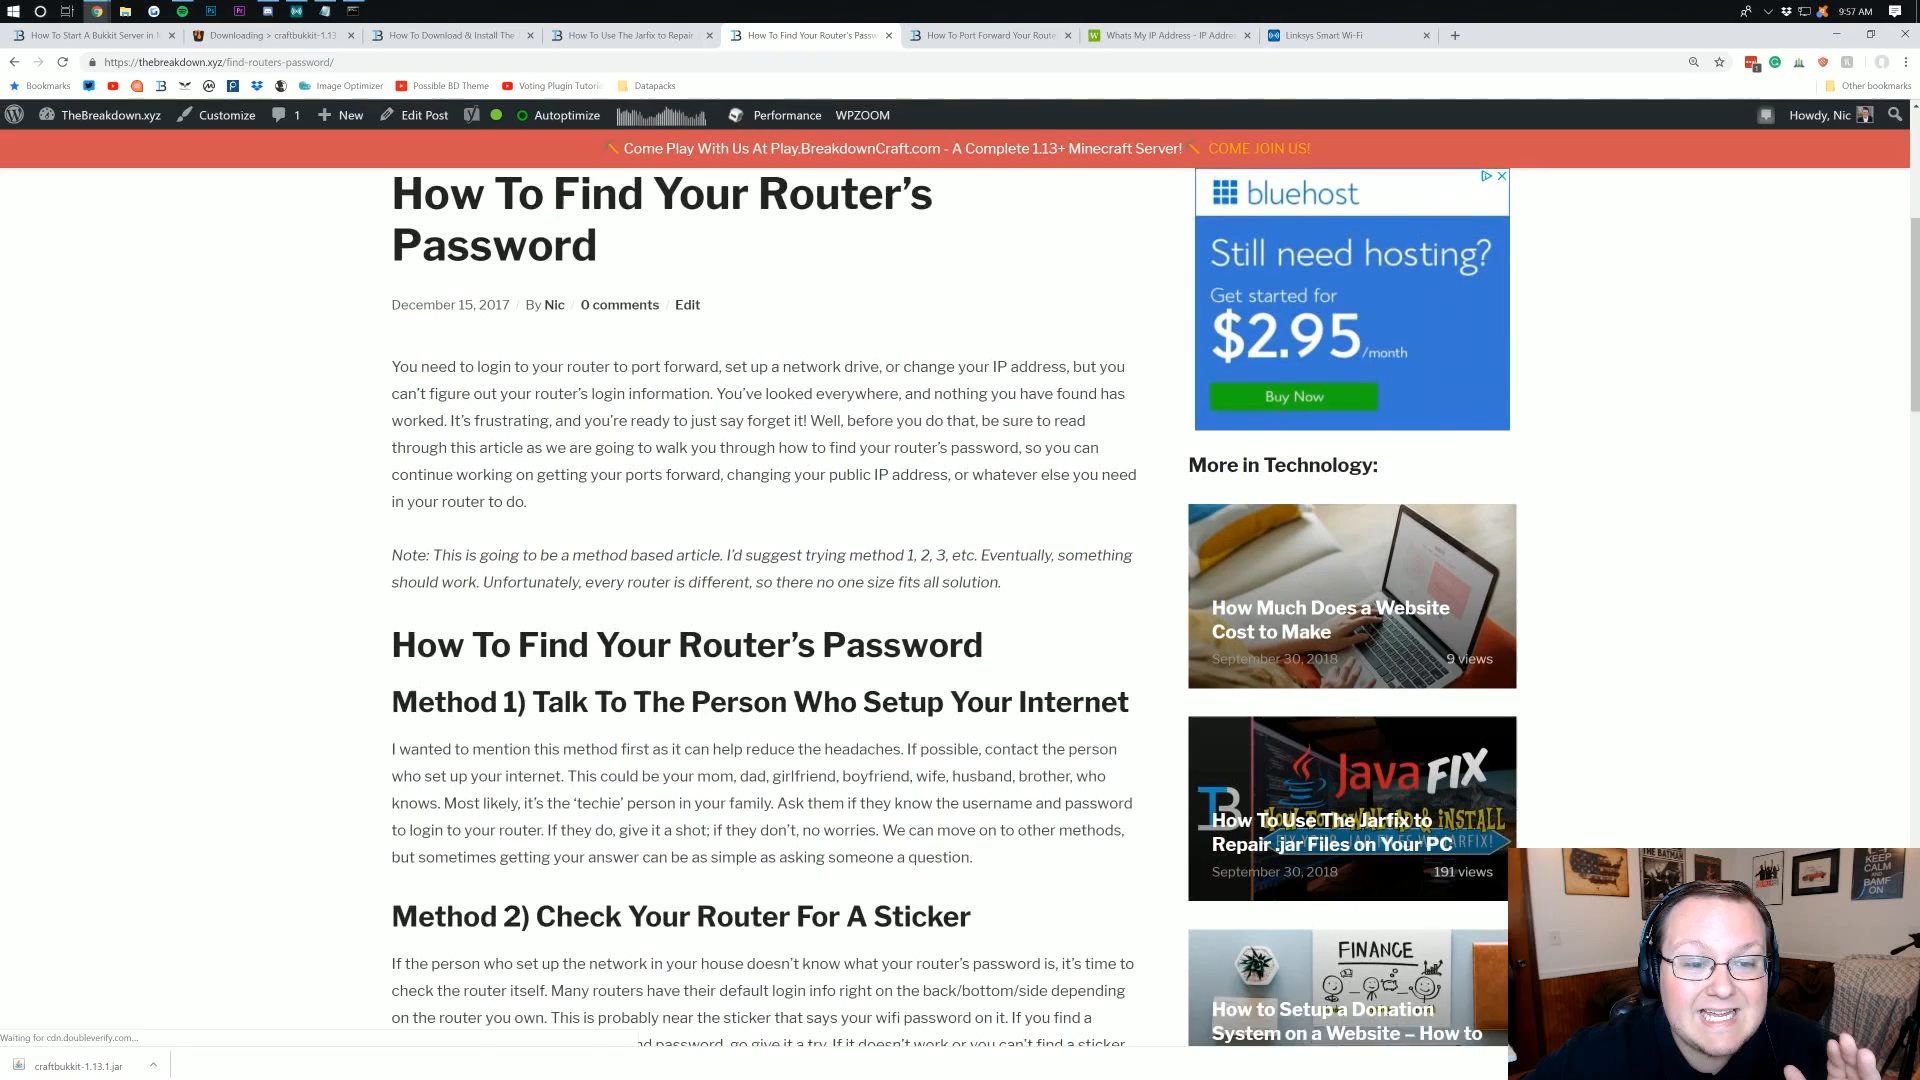 9:57 AM
How To Start A Bukkit Server in
Downloading > craftbukkit-1.13
How To Download & Install The
How To Use The Jarfix to Repair
How To Find Your Router's Passw
How To Port Forward Your Route
Whats My IP Address - IP Addre
Linksys Smart Wi-Fi
https://thebreakdown.xyz/find-routers-password/
Bookmarks
Image Optimizer
Possible BD Theme
Voting Plugin Tutori
Datapacks
Other bookmarks
TheBreakdown.xyz
Customize
1
New
Edit Post
Autoptimize
Performance
WPZOOM
Howdy, Nic
Come Play With Us At Play.BreakdownCraft.com - A Complete 1.13+ Minecraft Server! COME JOIN US!
How To Find Your Router's
Password
December 15, 2017 / By Nic / 0 comments / Edit
You need to login to your router to port forward, set up a network drive, or change your IP address, but you
can't figure out your router's login information. You've looked everywhere, and nothing you have found has
worked. It's frustrating, and you're ready to just say forget it! Well, before you do that, be sure to read
through this article as we are going to walk you through how to find your router's password, so you can
continue working on getting your ports forward, changing your public IP address, or whatever else you need
in your router to do.
Note: This is going to be a method based article. I'd suggest trying method 1, 2, 3, etc. Eventually, something
should work. Unfortunately, every router is different, so there no one size fits all solution.
How To Find Your Router's Password
Method 1) Talk To The Person Who Setup Your Internet
I wanted to mention this method first as it can help reduce the headaches. If possible, contact the person
who set up your internet. This could be your mom, dad, girlfriend, boyfriend, wife, husband, brother, who
knows. Most likely, it's the 'techie' person in your family. Ask them if they know the username and password
to login to your router. If they do, give it a shot; if they don't, no worries. We can move on to other methods,
but sometimes getting your answer can be as simple as asking someone a question.
Method 2) Check Your Router For A Sticker
If the person who set up the network in your house doesn't know what your router's password is, it's time to
check the router itself. Many routers have their default login info right on the back/bottom/side depending
on the router you own. This is probably near the sticker that says your wifi password on it. If you find a
password, go give it a try. If it doesn't work or you can't find a sticker
bluehost
Still need hosting?
Get started for
$2.95/month
Buy Now
More in Technology:
How Much Does a Website
Cost to Make
September 30, 2018
9 views
Java FIX
How To Use The Jarfix to
Repair .jar Files on Your PC
September 30, 2018
191 views
FINANCE
How to Setup a Donation
System on a Website – How to
THE BATMAN
KEEP
CALM
AND
BAMF
ON
Waiting for cdn.doubleverify.com...
craftbukkit-1.13.1.jar